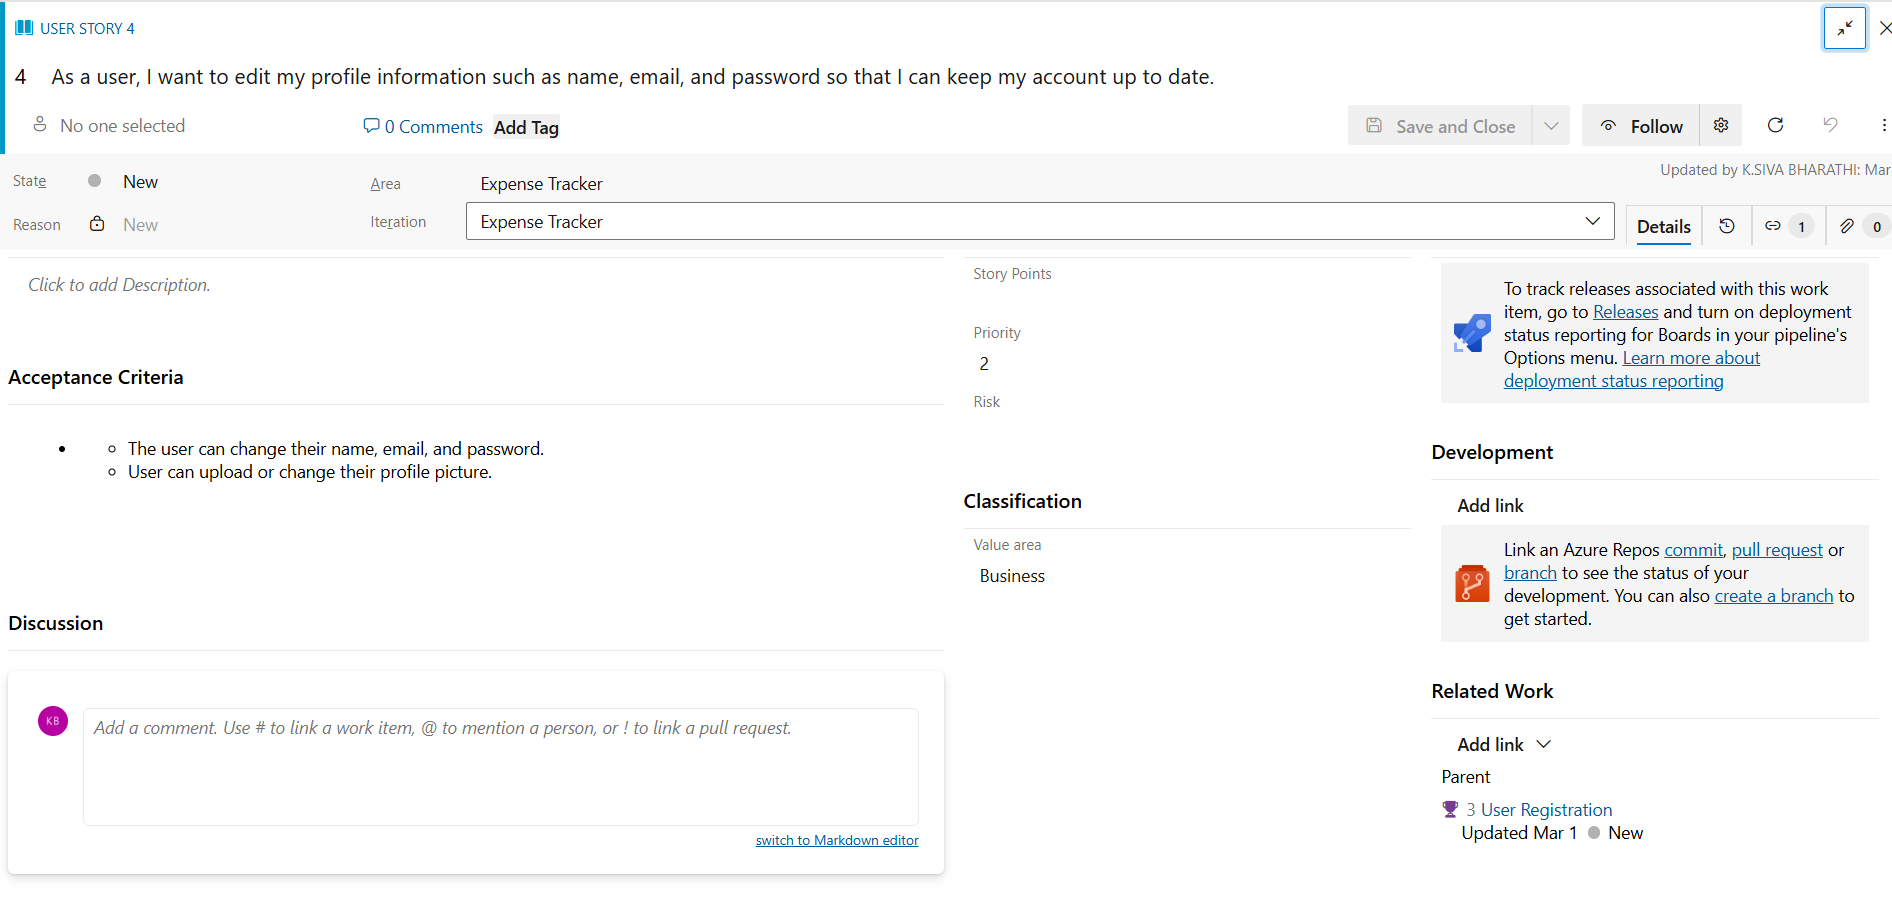 USER STORY 4
4 As a user, I want to edit my profile information such as name, email, and password so that I can keep my account up to date.
No one selected
0 Comments
Add Tag
Save and Close
Follow
State
New
Area
Expense Tracker
Updated by K.SIVA BHARATHI: Mar
Reason
New
Iteration
Expense Tracker
Details
1
0
Click to add Description.
Acceptance Criteria
The user can change their name, email, and password.
User can upload or change their profile picture.
Discussion
KB
Add a comment. Use # to link a work item, @ to mention a person, or ! to link a pull request.
switch to Markdown editor
Story Points
Priority
2
Risk
Classification
Value area
Business
To track releases associated with this work
item, go to Releases and turn on deployment
status reporting for Boards in your pipeline's
Options menu. Learn more about
deployment status reporting
Development
Add link
Link an Azure Repos commit, pull request or
branch to see the status of your
development. You can also create a branch to
get started.
Related Work
Add link
Parent
3 User Registration
Updated Mar 1
New